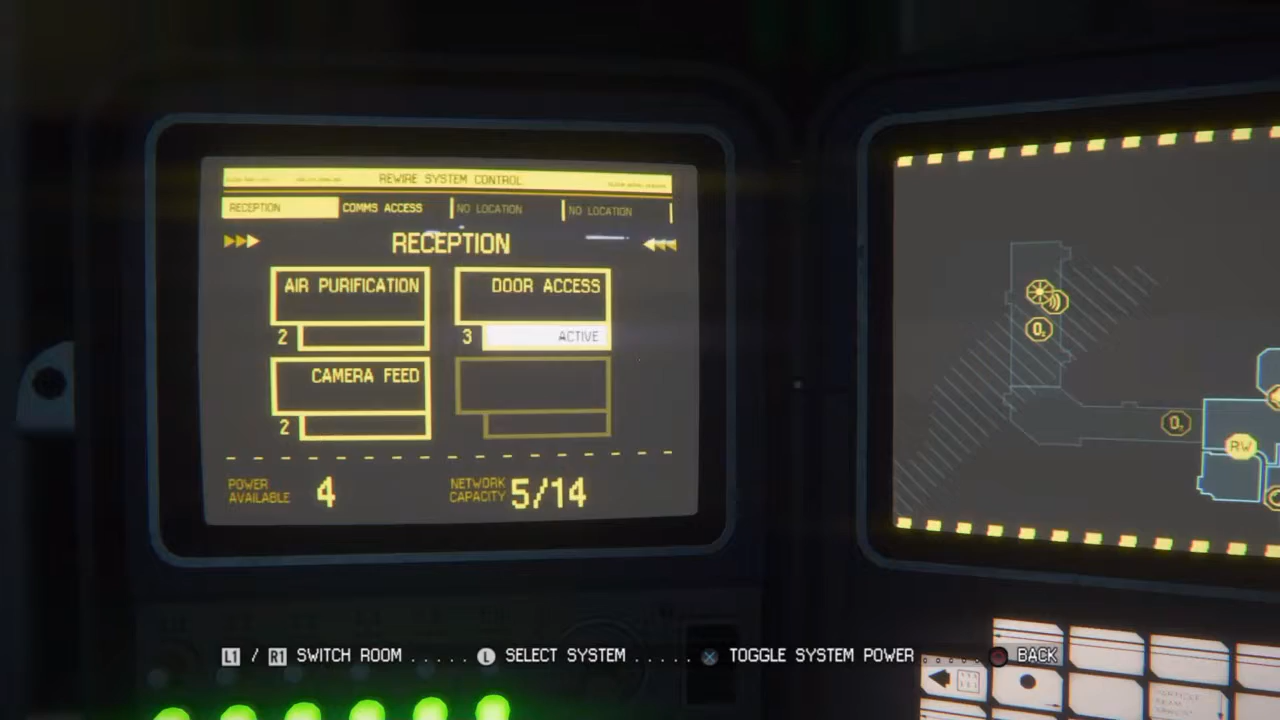 REWIRE SYSTEM CONTROL
RECEPTION COMMS ACCESS NO LOCATION NO LOCATION
RECEPTION
AIR PURIFICATION DOOR ACCESS
2 3 ACTIVE
CAMERA FEED
2
POWER AVAILABLE 4 NETWORK CAPACITY 5/14
O₂
O₂
RW
L1 / R1 SWITCH ROOM ..... L SELECT SYSTEM ..... TOGGLE SYSTEM POWER ..... BACK